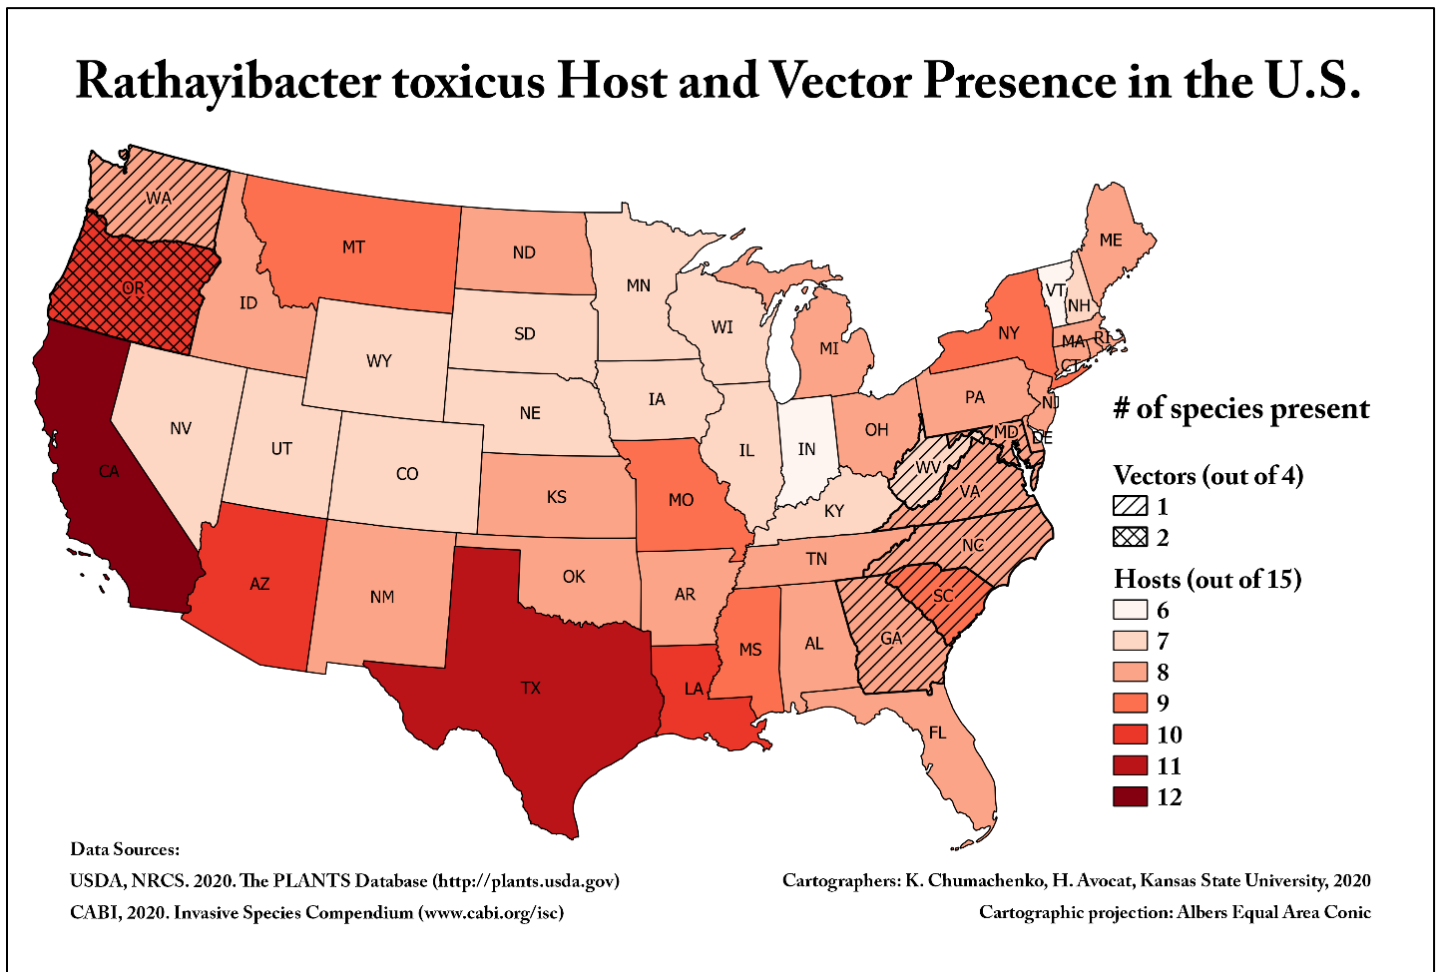 Rathayibacter toxicus Host and Vector Presence in the U.S.
WA
MT
ND
MN
ME
OR
ID
SD
WI
MI
VT
NH
NY
MA
RI
CT
WY
NE
IA
PA
NJ
NV
UT
CO
IL
IN
OH
MD
DE
CA
KS
MO
KY
WV
VA
AZ
NM
OK
AR
TN
NC
SC
TX
LA
MS
AL
GA
FL
# of species present
Vectors (out of 4)
1
2
Hosts (out of 15)
6
7
8
9
10
11
12
Data Sources:
USDA, NRCS. 2020. The PLANTS Database (http://plants.usda.gov)
CABI, 2020. Invasive Species Compendium (www.cabi.org/isc)
Cartographers: K. Chumachenko, H. Avocat, Kansas State University, 2020
Cartographic projection: Albers Equal Area Conic